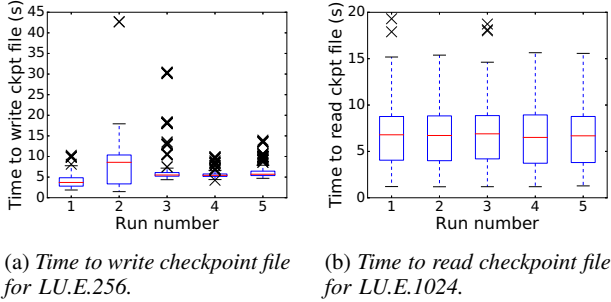 Time to write ckpt file (s)
45
40
35
30
25
20
15
10
5
0
1 2 3 4 5
Run number
Time to read ckpt file (s)
20
15
10
5
0
1 2 3 4 5
Run number
(a) Time to write checkpoint file
for LU.E.256.
(b) Time to read checkpoint file
for LU.E.1024.